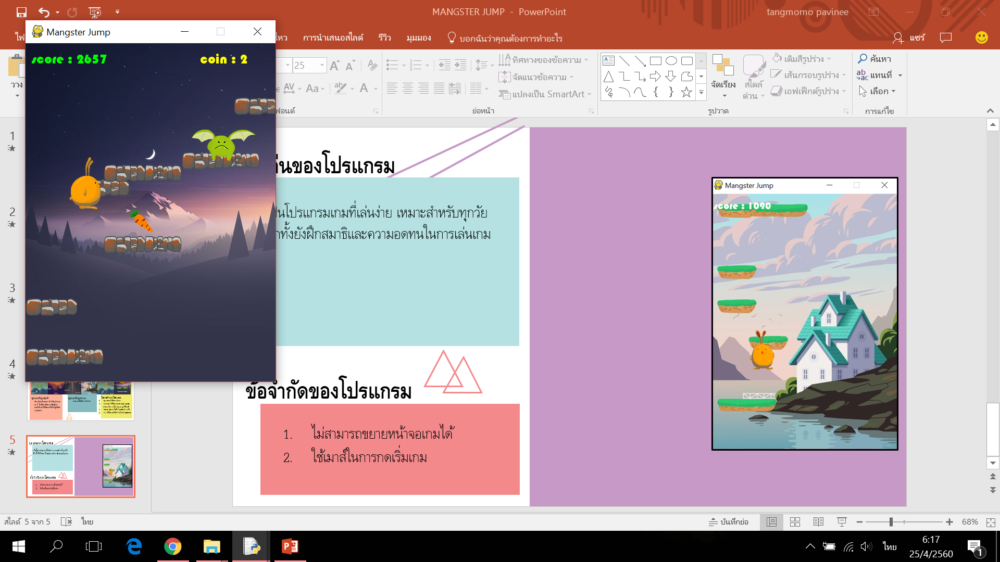 MANGSTER JUMP - PowerPoint
tangmomo pavinee
การนำเสนอสไลด์
รีวิว
มุมมอง
บอกฉันว่าคุณต้องการทำอะไร
แชร์
Mangster Jump
score : 2657
coin : 2
วาง
25
Aa
ย่อหน้า
ทิศทางของข้อความ
จัดแนวข้อความ
แปลงเป็น SmartArt
จัดเรียง
สไตล์
ด่วน
เติมสีรูปร่าง
เส้นกรอบรูปร่าง
เอฟเฟ็กต์รูปร่าง
รูปวาด
ค้นหา
แทนที่
เลือก
การแก้ไข
1
2
3
4
5
นของโปรแกรม
นโปรแกรมเกมที่เล่นง่าย เหมาะสำหรับทุกวัย
ทั้งยังฝึกสมาธิและความอดทนในการเล่นเกม
ข้อจำกัดของโปรแกรม
1. ไม่สามารถขยายหน้าจอเกมได้
2. ใช้เมาส์ในการกดเริ่มเกม
Mangster Jump
score : 1090
สไลด์ 5 จาก 5
ไทย
บันทึกย่อ
68%
ไทย
6:17
25/4/2560
1